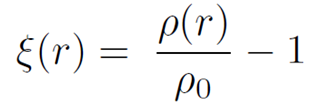 ξ(r) = ρ(r)/ρ₀ − 1